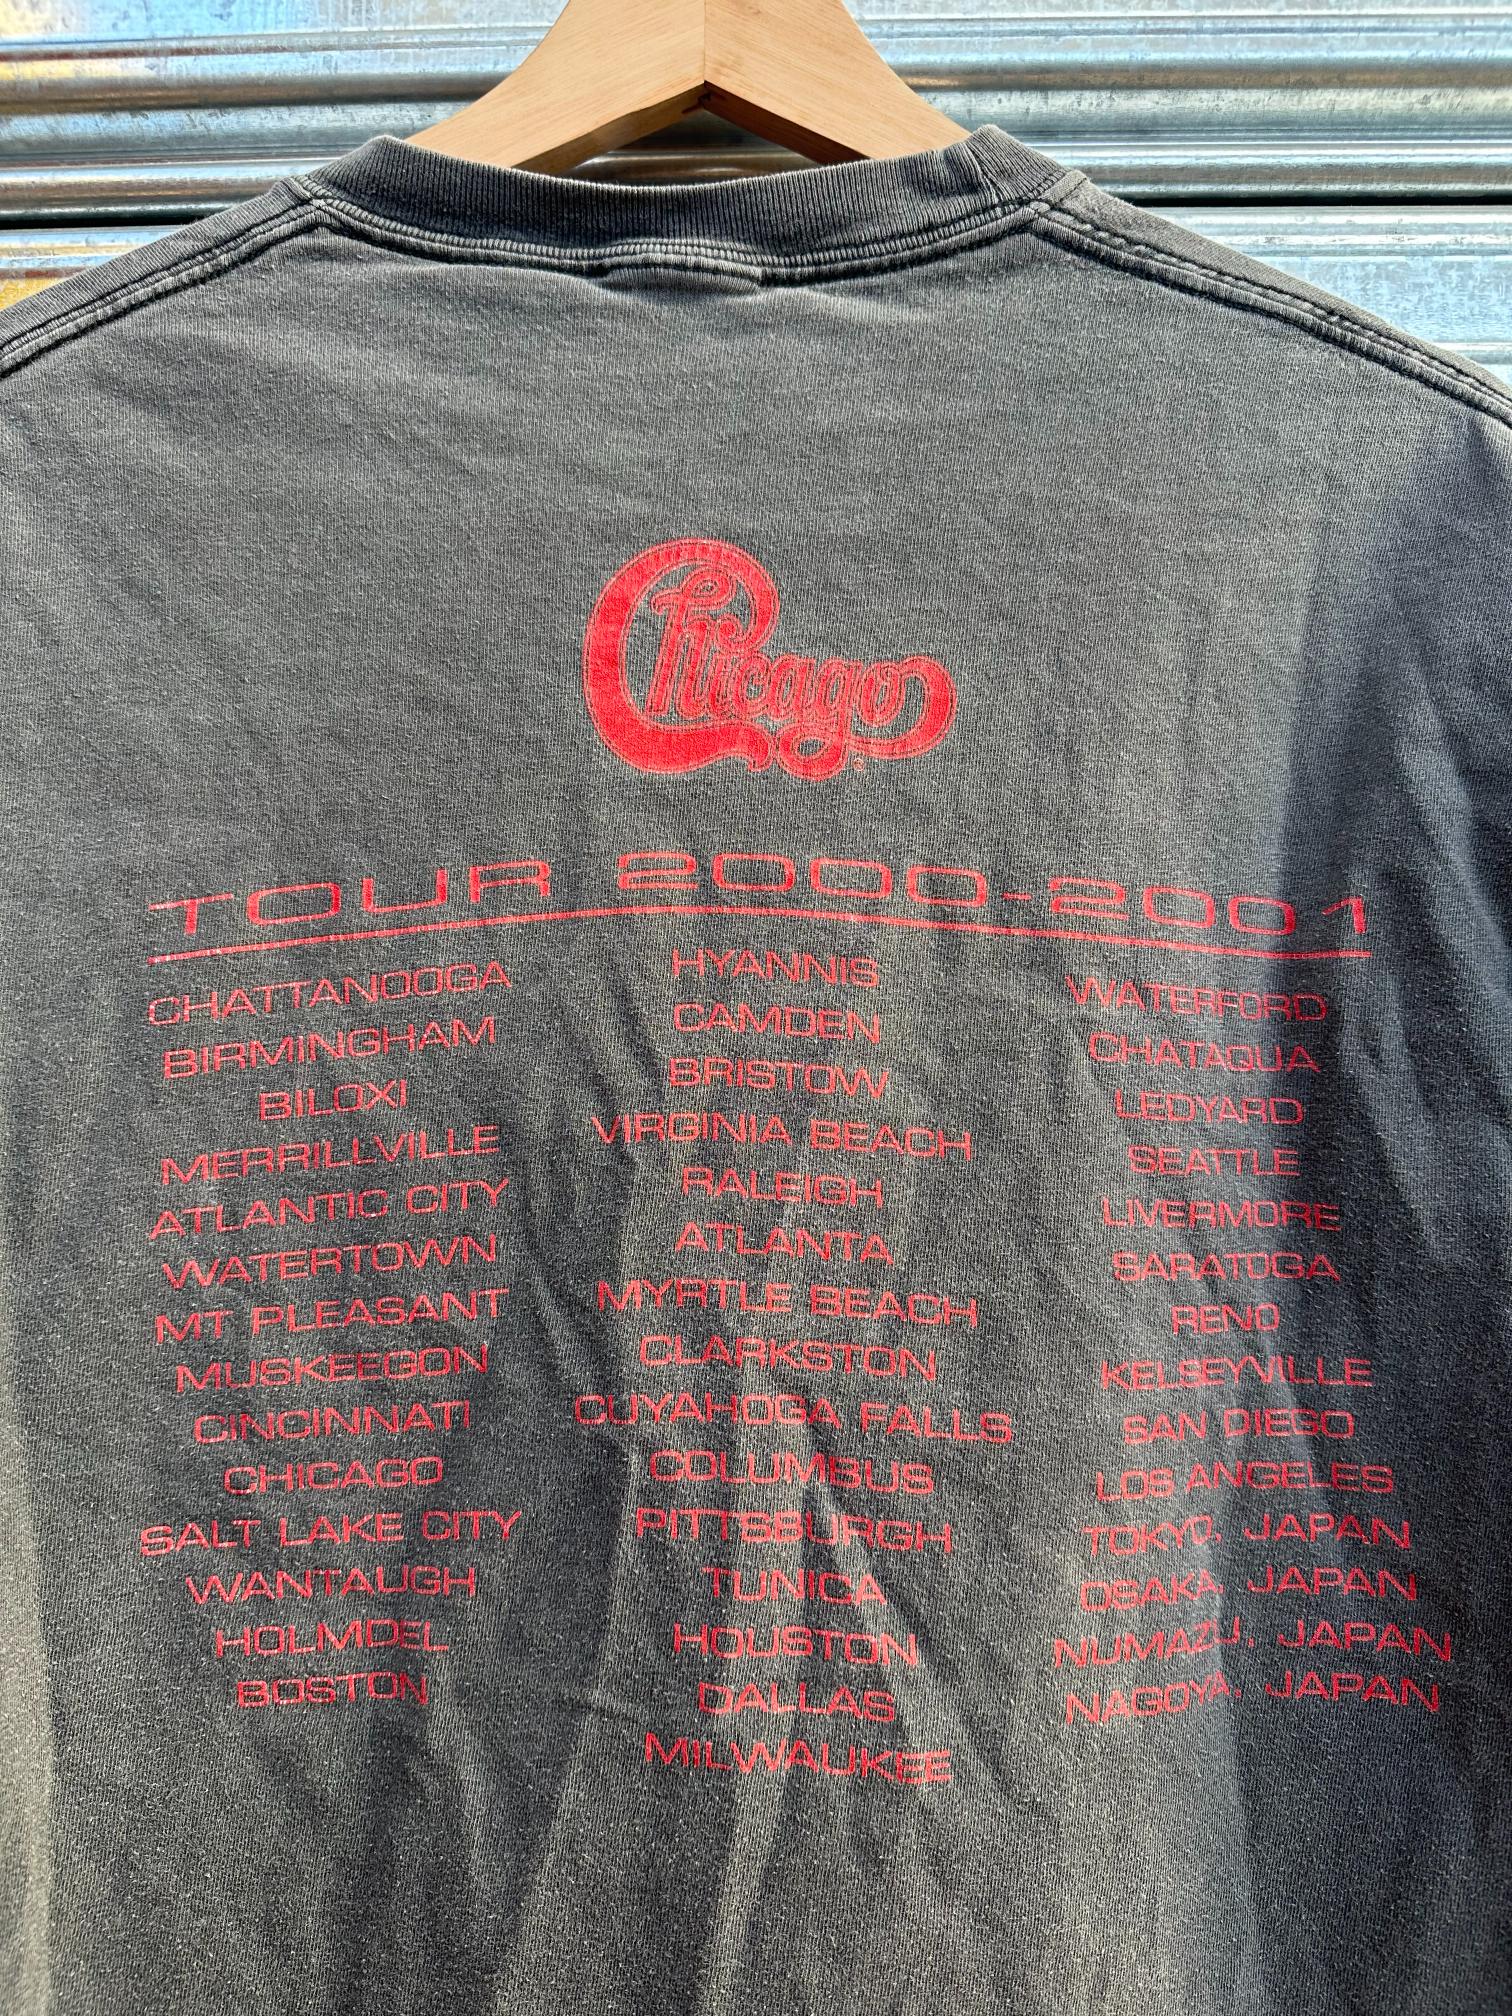 Chicago
TOUR 2000-2001
CHATTANOOGA
BIRMINGHAM
BILOXI
MERRILLVILLE
ATLANTIC CITY
WATERTOWN
MT PLEASANT
MUSKEEGON
CINCINNATI
CHICAGO
SALT LAKE CITY
WANTAUGH
HOLMDEL
BOSTON
HYANNIS
CAMDEN
BRISTOW
VIRGINIA BEACH
RALEIGH
ATLANTA
MYRTLE BEACH
CLARKSTON
CUYAHOGA FALLS
COLUMBUS
PITTSBURGH
TUNICA
HOUSTON
DALLAS
MILWAUKEE
WATERFORD
CHATAQUA
LEDYARD
SEATTLE
LIVERMORE
SARATOGA
RENO
KELSEYVILLE
SAN DIEGO
LOS ANGELES
TOKYO, JAPAN
OSAKA, JAPAN
NUMAZU, JAPAN
NAGOYA, JAPAN